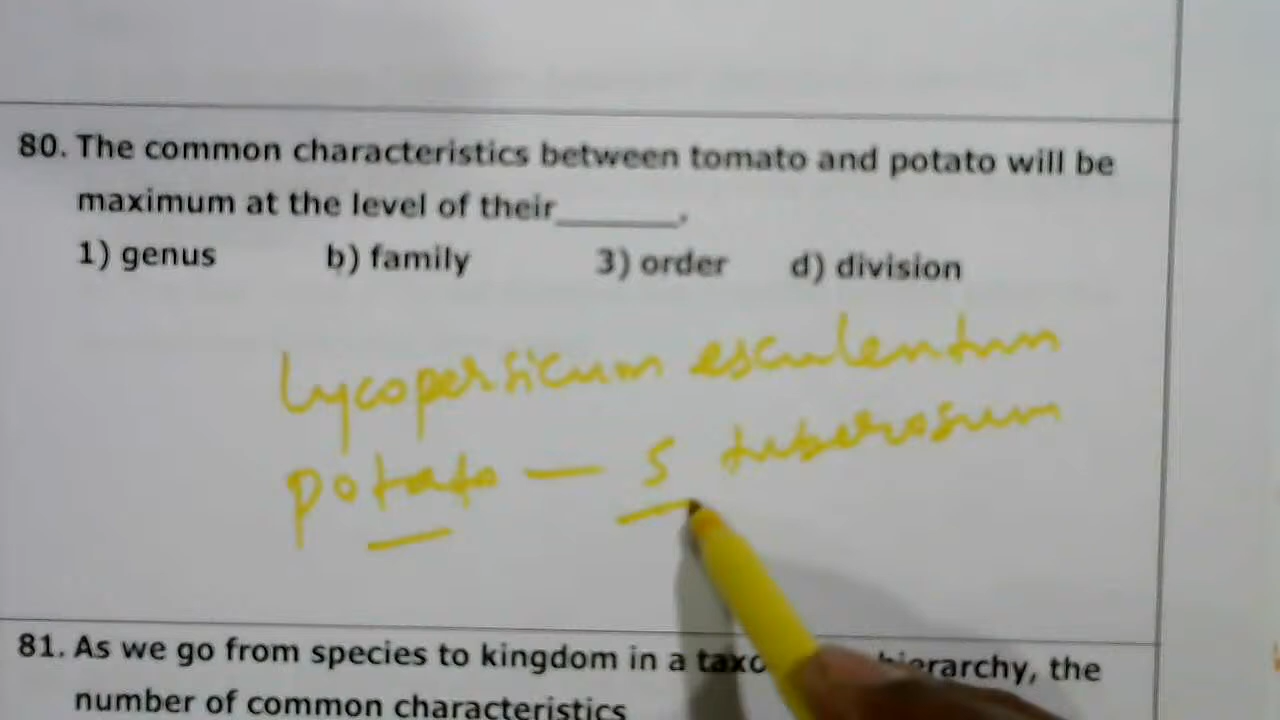 80. The common characteristics between tomato and potato will be
maximum at the level of their______.
1) genus b) family 3) order d) division
Lycopersicum esculentum
potato — S tuberosum
81. As we go from species to kingdom in a hierarchy, the
number of common characteristics